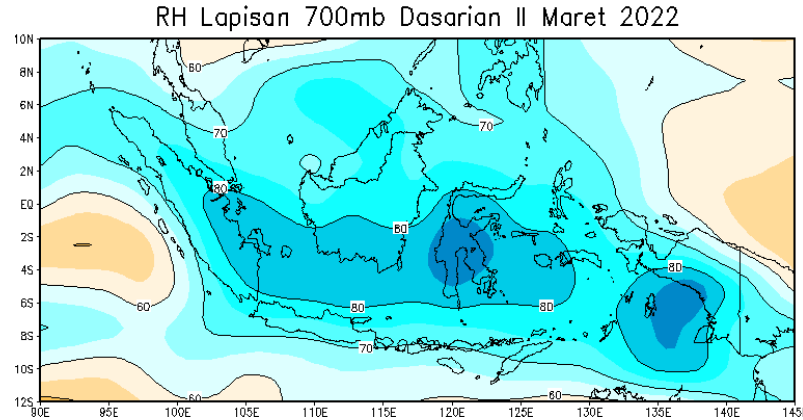 RH Lapisan 700mb Dasarian II Maret 2022
10N
60
8N
6N
70
70
4N
2N
80
EQ
80
2S
4S
80
6S
60
80
80
8S
70
10S
60
60
12S
90E 95E 100E 105E 110E 115E 120E 125E 130E 135E 140E 145E